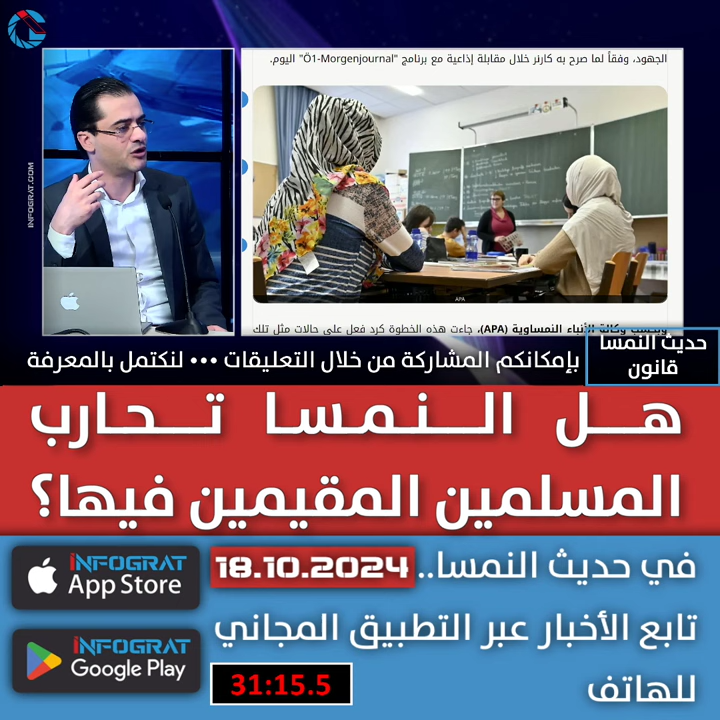 الجهود، وفقاً لما صرح به كارنر خلال مقابلة إذاعية مع برنامج "Ö1-Morgenjournal" اليوم.
INFOGRAT.COM
APA
وبحسب وكالة الأنباء النمساوية (APA)، جاءت هذه الخطوة كرد فعل على حالات مثل تلك
حديث النمسا
قانون
بإمكانكم المشاركة من خلال التعليقات ••• لنكتمل بالمعرفة
هل النمسا تحارب
المسلمين المقيمين فيها؟
في حديث النمسا.. 18.10.2024
تابع الأخبار عبر التطبيق المجاني
للهاتف
INFOGRAT
App Store
INFOGRAT
Google Play
31:15.5